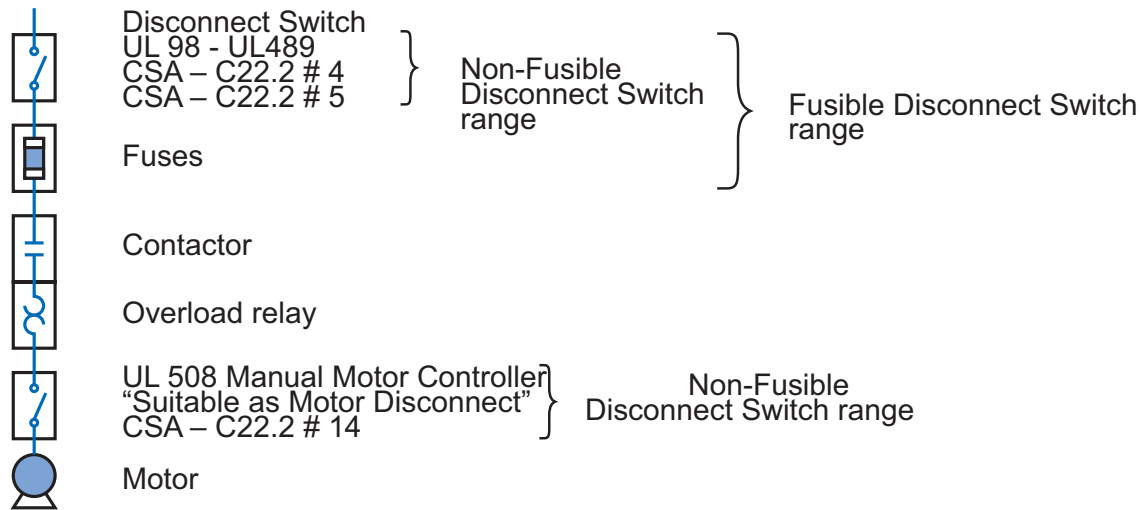 Disconnect Switch
UL 98 - UL489
CSA – C22.2 # 4
CSA – C22.2 # 5
Non-Fusible
Disconnect Switch
range
Fusible Disconnect Switch
range
Fuses
Contactor
Overload relay
UL 508 Manual Motor Controller
“Suitable as Motor Disconnect”
CSA – C22.2 # 14
Non-Fusible
Disconnect Switch range
Motor